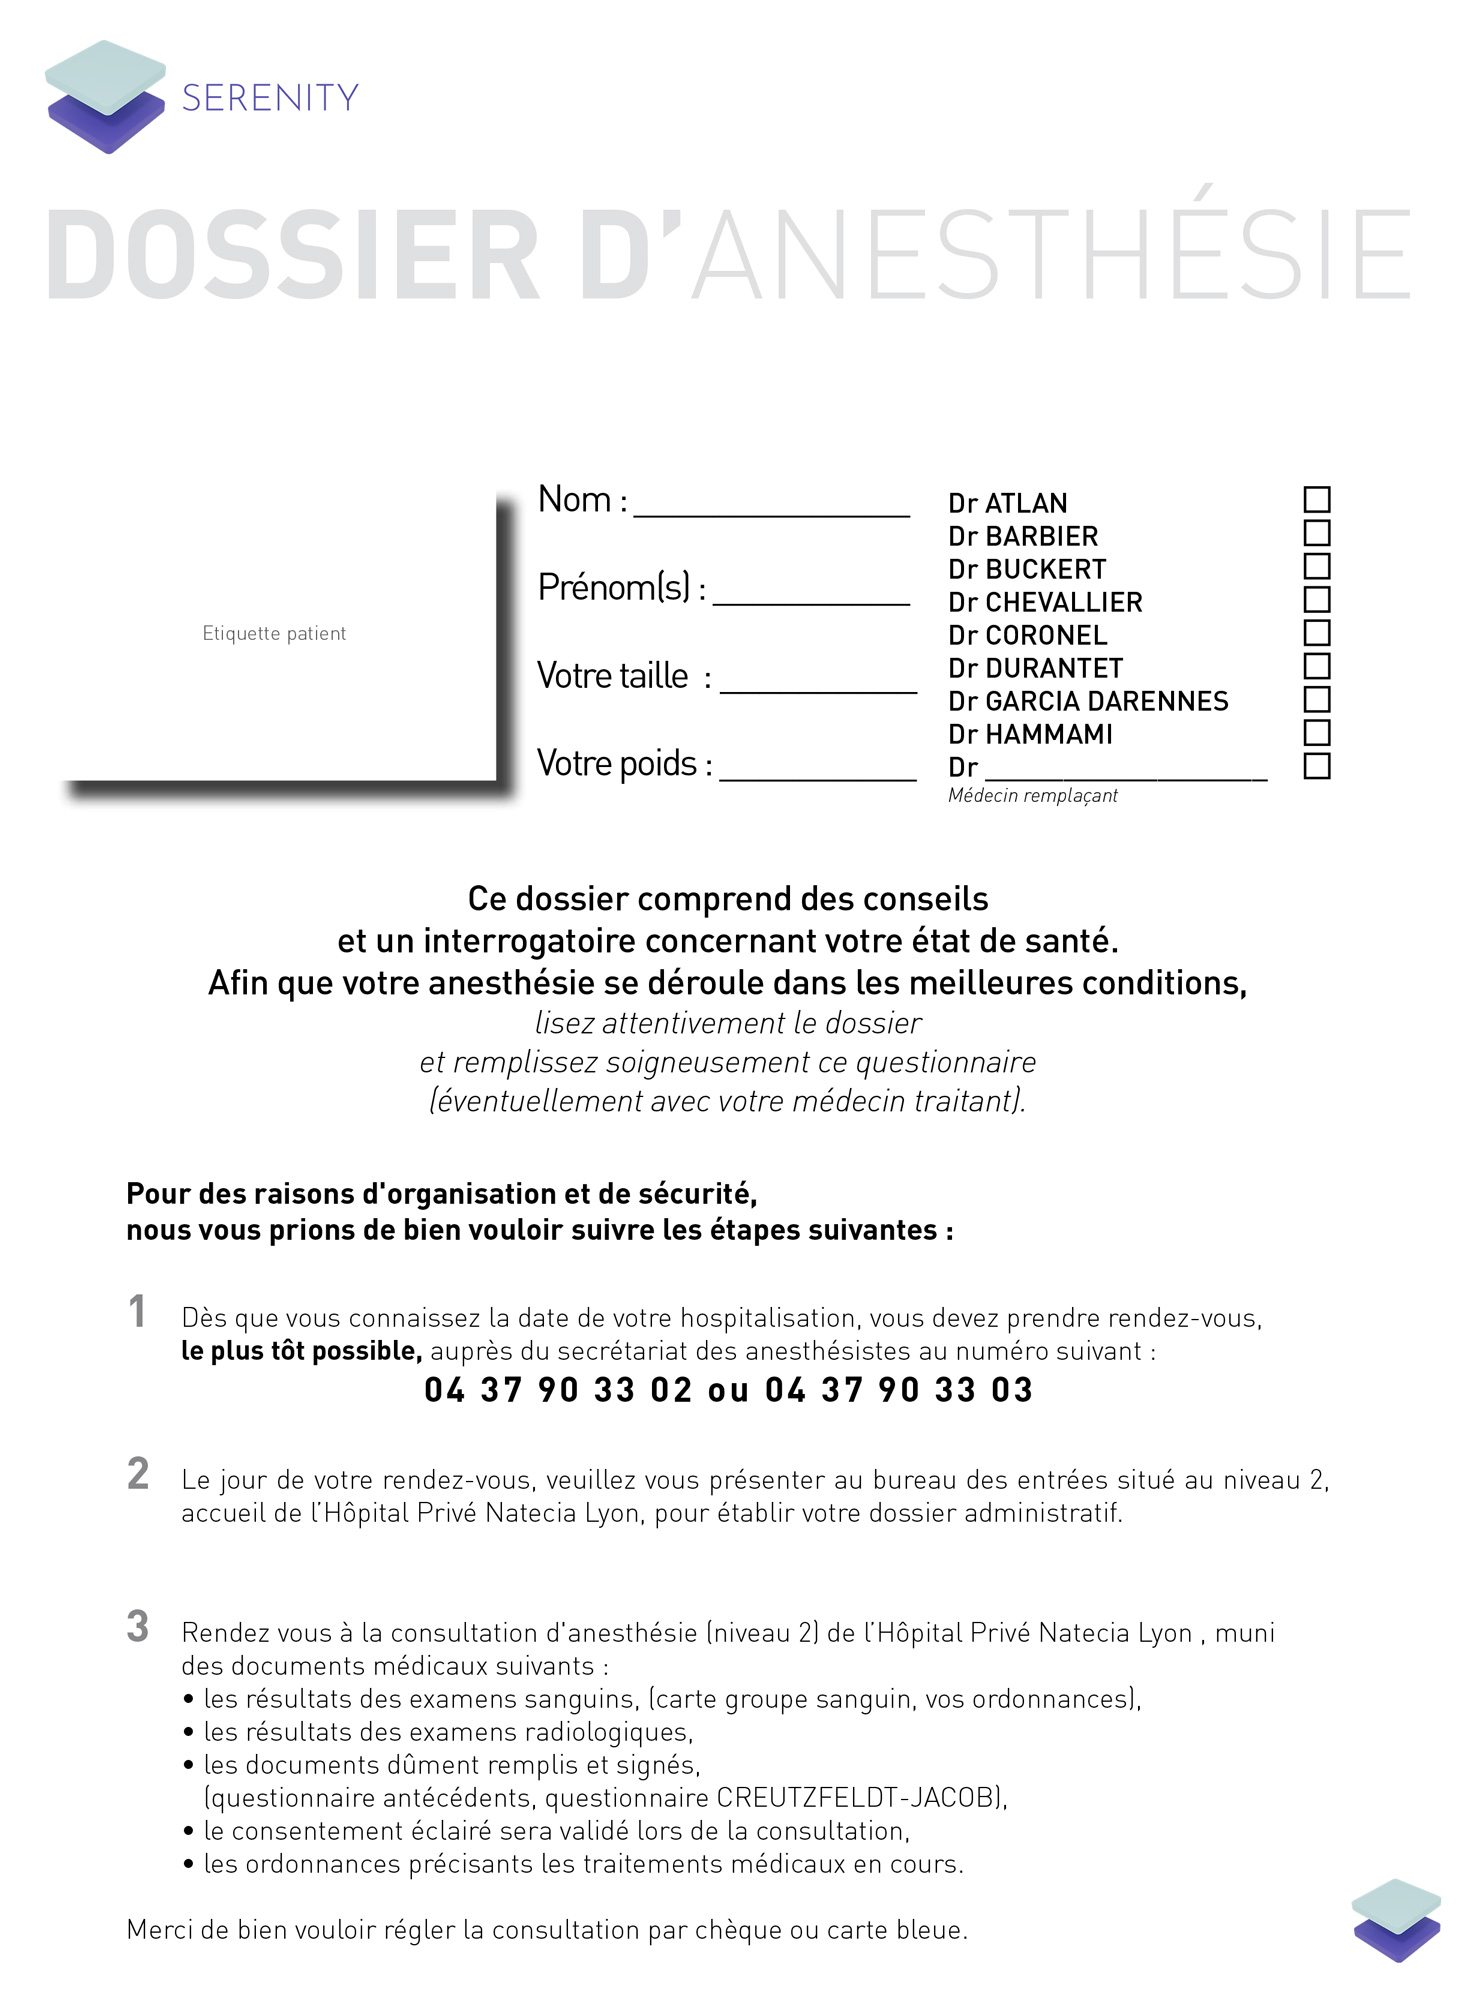 SERENITY
DOSSIER D’ANESTHÉSIE
Etiquette patient
Nom :
Prénom(s) :
Votre taille :
Votre poids :
Dr ATLAN
Dr BARBIER
Dr BUCKERT
Dr CHEVALLIER
Dr CORONEL
Dr DURANTET
Dr GARCIA DARENNES
Dr HAMMAMI
Dr
Médecin remplaçant
Ce dossier comprend des conseils
et un interrogatoire concernant votre état de santé.
Afin que votre anesthésie se déroule dans les meilleures conditions,
lisez attentivement le dossier
et remplissez soigneusement ce questionnaire
(éventuellement avec votre médecin traitant).
Pour des raisons d'organisation et de sécurité,
nous vous prions de bien vouloir suivre les étapes suivantes :
1 Dès que vous connaissez la date de votre hospitalisation, vous devez prendre rendez-vous,
le plus tôt possible, auprès du secrétariat des anesthésistes au numéro suivant :
04 37 90 33 02 ou 04 37 90 33 03
2 Le jour de votre rendez-vous, veuillez vous présenter au bureau des entrées situé au niveau 2,
accueil de l’Hôpital Privé Natecia Lyon, pour établir votre dossier administratif.
3 Rendez vous à la consultation d'anesthésie (niveau 2) de l’Hôpital Privé Natecia Lyon , muni
des documents médicaux suivants :
• les résultats des examens sanguins, (carte groupe sanguin, vos ordonnances),
• les résultats des examens radiologiques,
• les documents dûment remplis et signés,
(questionnaire antécédents, questionnaire CREUTZFELDT-JACOB),
• le consentement éclairé sera validé lors de la consultation,
• les ordonnances précisants les traitements médicaux en cours.
Merci de bien vouloir régler la consultation par chèque ou carte bleue.